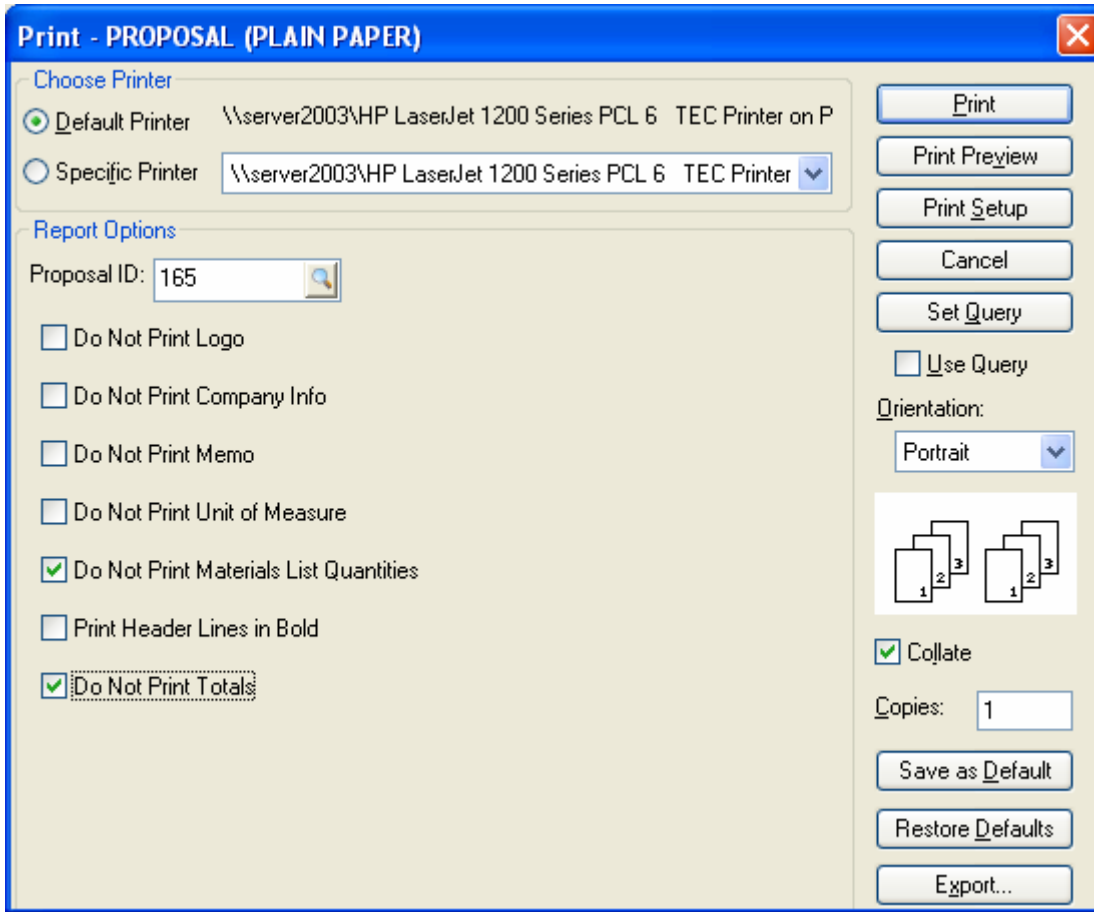 Print - PROPOSAL (PLAIN PAPER)
Choose Printer
Default Printer \\server2003\HP LaserJet 1200 Series PCL 6 TEC Printer on P
Specific Printer \\server2003\HP LaserJet 1200 Series PCL 6 TEC Printer
Report Options
Proposal ID: 165
Do Not Print Logo
Do Not Print Company Info
Do Not Print Memo
Do Not Print Unit of Measure
Do Not Print Materials List Quantities
Print Header Lines in Bold
Do Not Print Totals
Print
Print Preview
Print Setup
Cancel
Set Query
Use Query
Orientation:
Portrait
1 2 3 1 2 3
Collate
Copies: 1
Save as Default
Restore Defaults
Export...